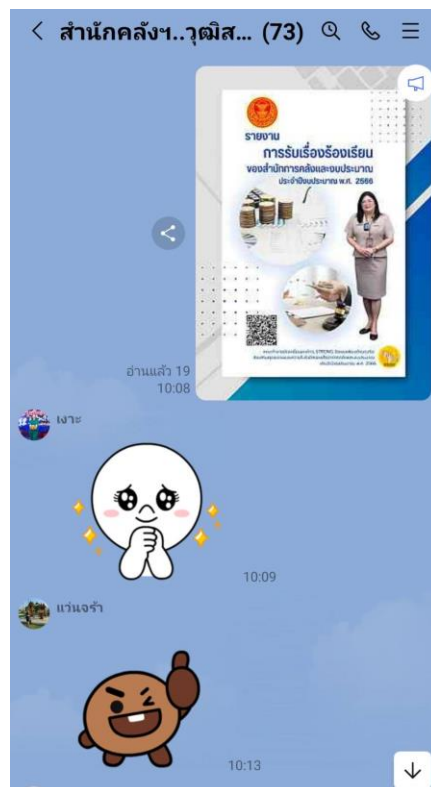 สำนักคลังฯ..วุฒิส... (73)
รายงาน
การรับเรื่องร้องเรียน
ของสำนักการคลังและงบประมาณ
ประจำปีงบประมาณ พ.ศ. 2566
อ่านแล้ว 19
10:08
เงาะ
10:09
แว่นจร้า
10:13